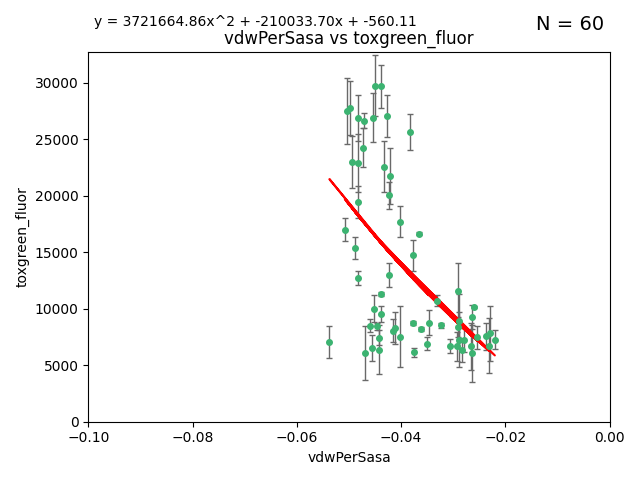 y = 3721664.86x^2 + -210033.70x + -560.11
N = 60
vdwPerSasa vs toxgreen_fluor
30000
25000
20000
15000
10000
5000
0
toxgreen_fluor
−0.10
−0.08
−0.06
−0.04
−0.02
0.00
vdwPerSasa